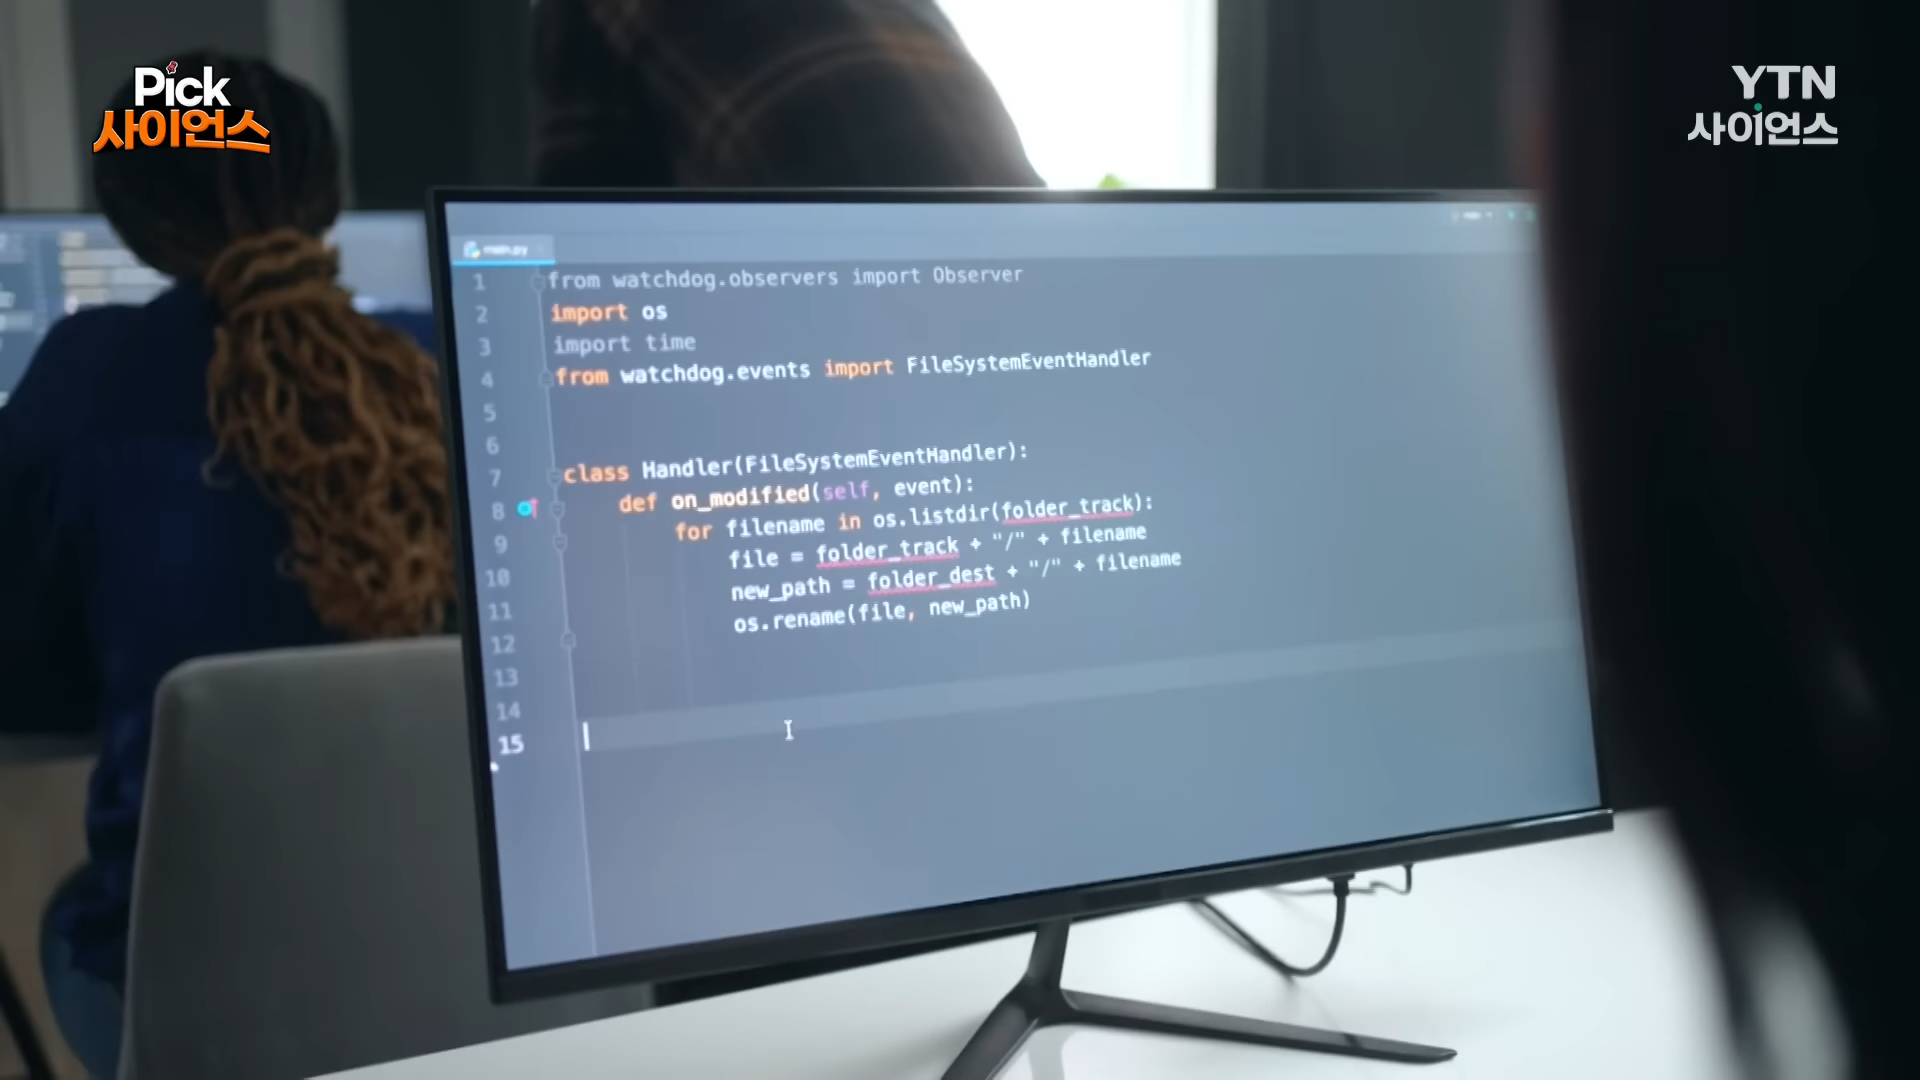 Pick
사이언스
YTN
사이언스
main.py
1 from watchdog.observers import Observer
2 import os
3 import time
4 from watchdog.events import FileSystemEventHandler
5
6
7 class Handler(FileSystemEventHandler):
8 def on_modified(self, event):
9 for filename in os.listdir(folder_track):
10 file = folder_track + "/" + filename
11 new_path = folder_dest + "/" + filename
12 os.rename(file, new_path)
13
14
15